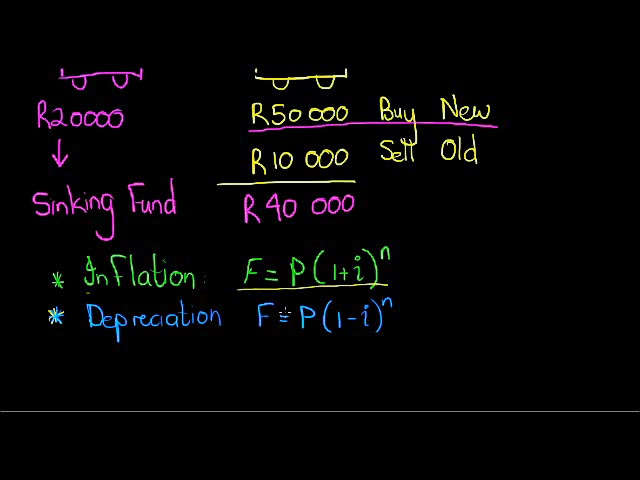 R20000 R50 000 Buy New
R10 000 Sell Old
Sinking Fund R40 000
* Inflation: F = P(1+i)^n
* Depreciation F = P(1-i)^n